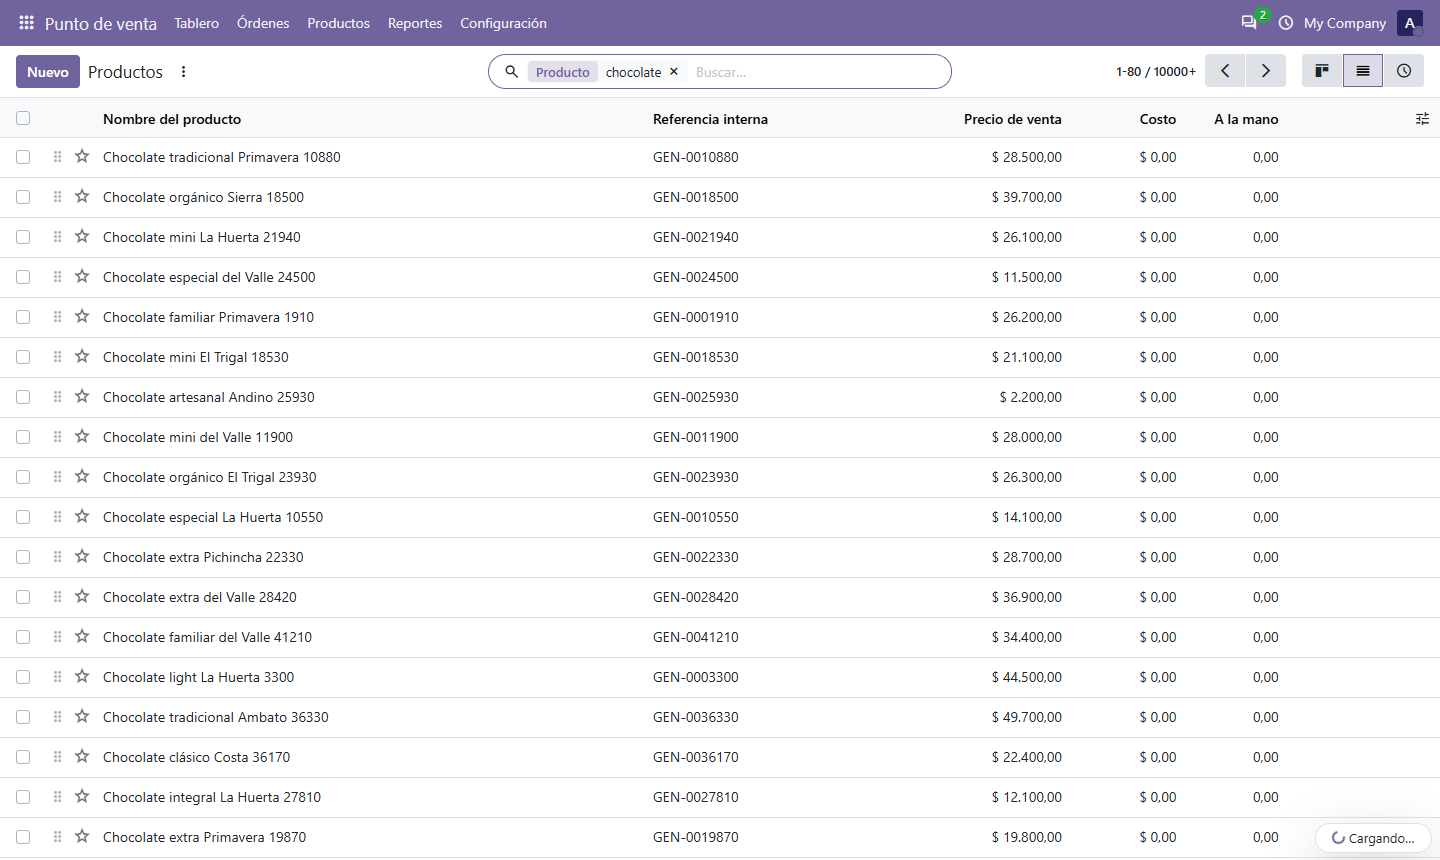 Punto de venta Tablero Órdenes Productos Reportes Configuración 2 My Company A
Nuevo Productos Producto chocolate Buscar... 1-80 / 10000+
Nombre del producto Referencia interna Precio de venta Costo A la mano
Chocolate tradicional Primavera 10880 GEN-0010880 $ 28.500,00 $ 0,00 0,00
Chocolate orgánico Sierra 18500 GEN-0018500 $ 39.700,00 $ 0,00 0,00
Chocolate mini La Huerta 21940 GEN-0021940 $ 26.100,00 $ 0,00 0,00
Chocolate especial del Valle 24500 GEN-0024500 $ 11.500,00 $ 0,00 0,00
Chocolate familiar Primavera 1910 GEN-0001910 $ 26.200,00 $ 0,00 0,00
Chocolate mini El Trigal 18530 GEN-0018530 $ 21.100,00 $ 0,00 0,00
Chocolate artesanal Andino 25930 GEN-0025930 $ 2.200,00 $ 0,00 0,00
Chocolate mini del Valle 11900 GEN-0011900 $ 28.000,00 $ 0,00 0,00
Chocolate orgánico El Trigal 23930 GEN-0023930 $ 26.300,00 $ 0,00 0,00
Chocolate especial La Huerta 10550 GEN-0010550 $ 14.100,00 $ 0,00 0,00
Chocolate extra Pichincha 22330 GEN-0022330 $ 28.700,00 $ 0,00 0,00
Chocolate extra del Valle 28420 GEN-0028420 $ 36.900,00 $ 0,00 0,00
Chocolate familiar del Valle 41210 GEN-0041210 $ 34.400,00 $ 0,00 0,00
Chocolate light La Huerta 3300 GEN-0003300 $ 44.500,00 $ 0,00 0,00
Chocolate tradicional Ambato 36330 GEN-0036330 $ 49.700,00 $ 0,00 0,00
Chocolate clásico Costa 36170 GEN-0036170 $ 22.400,00 $ 0,00 0,00
Chocolate integral La Huerta 27810 GEN-0027810 $ 12.100,00 $ 0,00 0,00
Chocolate extra Primavera 19870 GEN-0019870 $ 19.800,00 $ 0,00 0,00
Cargando...